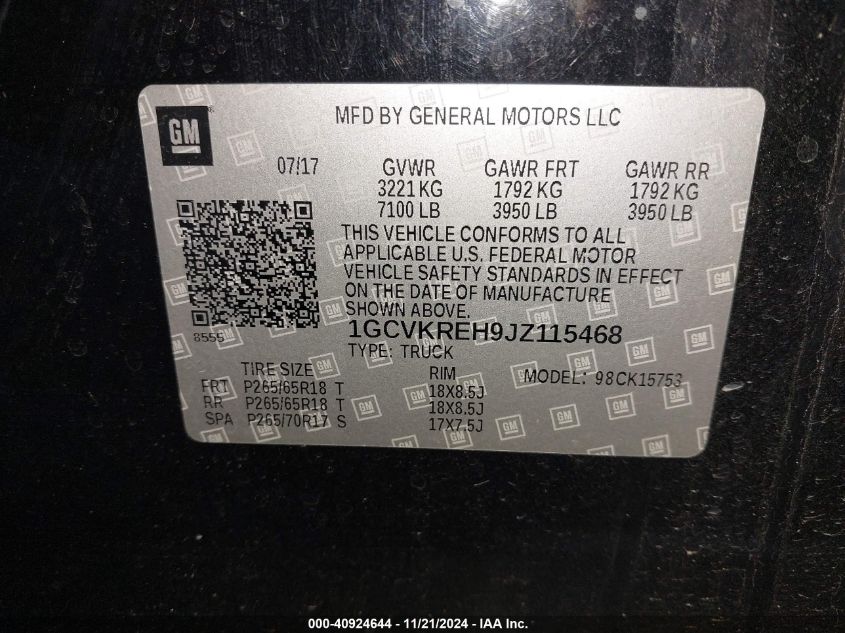 GM
MFD BY GENERAL MOTORS LLC
07/17 GVWR GAWR FRT GAWR RR
3221 KG 1792 KG 1792 KG
7100 LB 3950 LB 3950 LB
THIS VEHICLE CONFORMS TO ALL
APPLICABLE U.S. FEDERAL MOTOR
VEHICLE SAFETY STANDARDS IN EFFECT
ON THE DATE OF MANUFACTURE
SHOWN ABOVE.
8555
1GCVKREH9JZ115468
TYPE: TRUCK
TIRE SIZE RIM MODEL: 98CK15753
FRT P265/65R18 T 18X8.5J
RR P265/65R18 T 18X8.5J
SPA P265/70R17 S 17X7.5J
000-40924644 - 11/21/2024 - IAA Inc.